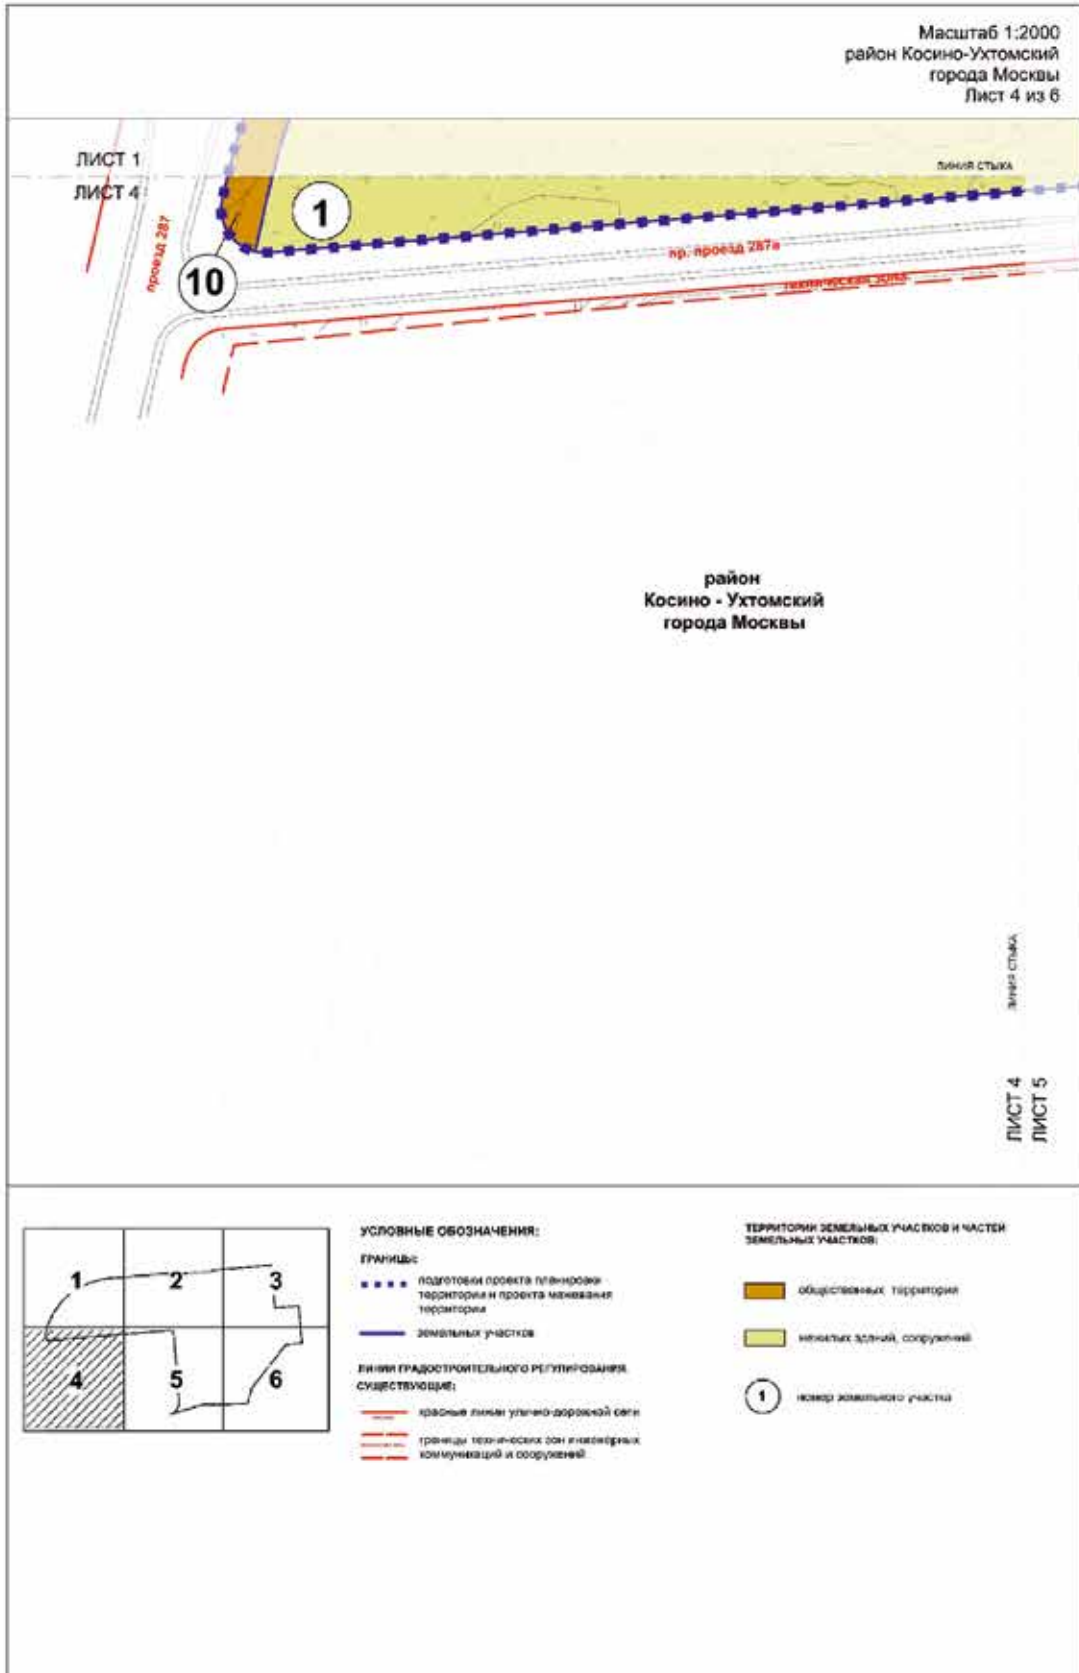 Масштаб 1:2000
район Косино-Ухтомский
города Москвы
Лист 4 из 6
ЛИСТ 1
ЛИНИЯ СТЫКА
ЛИСТ 4
1
проезд 287
10
пр. проезд 287а
техническая зона
район
Косино - Ухтомский
города Москвы
ЛИНИЯ СТЫКА
ЛИСТ 4
ЛИСТ 5
1
2
3
4
5
6
УСЛОВНЫЕ ОБОЗНАЧЕНИЯ:
ГРАНИЦЫ:
подготовки проекта планировки
территории и проекта межевания
территории
земельных участков
ЛИНИИ ГРАДОСТРОИТЕЛЬНОГО РЕГУЛИРОВАНИЯ
СУЩЕСТВУЮЩИЕ:
красные линии улично-дорожной сети
границы технических зон инженерных
коммуникаций и сооружений
ТЕРРИТОРИИ ЗЕМЕЛЬНЫХ УЧАСТКОВ И ЧАСТЕЙ
ЗЕМЕЛЬНЫХ УЧАСТКОВ:
общественных территорий
нежилых зданий, сооружений
1
номер земельного участка